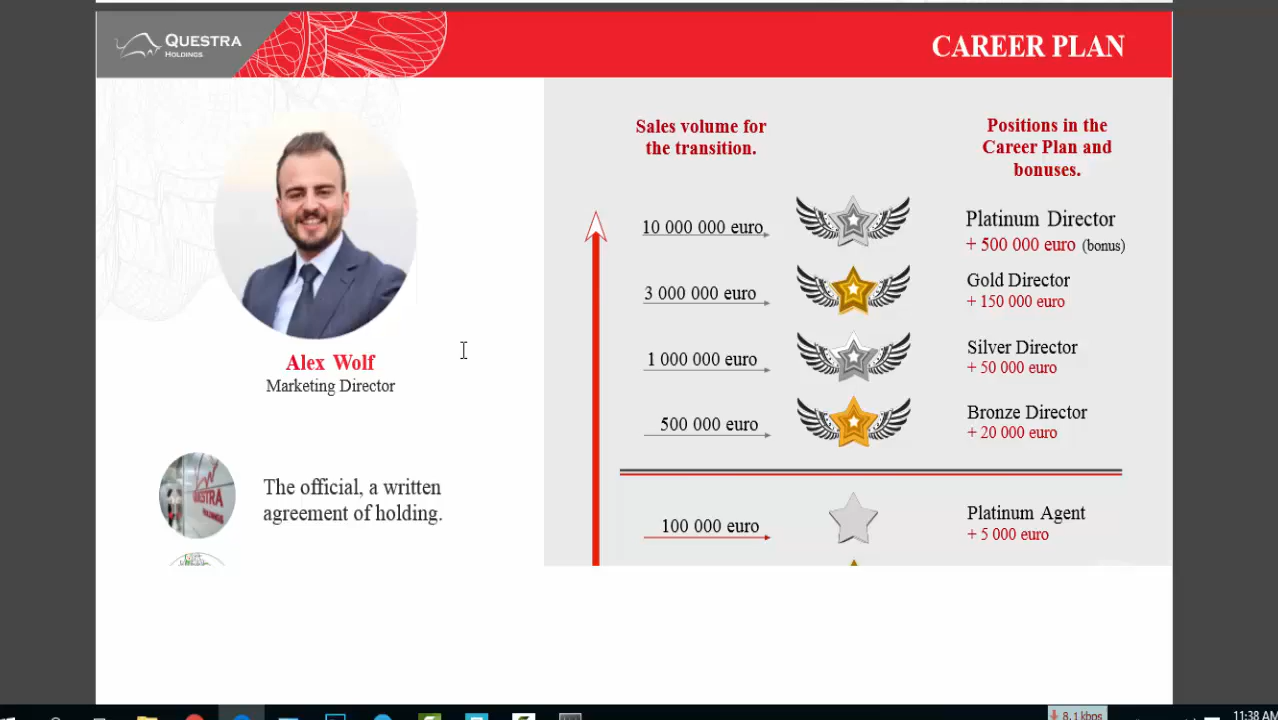 QUESTRA
HOLDINGS
CAREER PLAN
Alex Wolf
Marketing Director
QUESTRA
HOLDINGS
The official, a written
agreement of holding.
Sales volume for
the transition.
Positions in the
Career Plan and
bonuses.
10 000 000 euro
Platinum Director
+ 500 000 euro (bonus)
3 000 000 euro
Gold Director
+ 150 000 euro
1 000 000 euro
Silver Director
+ 50 000 euro
500 000 euro
Bronze Director
+ 20 000 euro
100 000 euro
Platinum Agent
+ 5 000 euro
8,1 kbps
11:38 AM